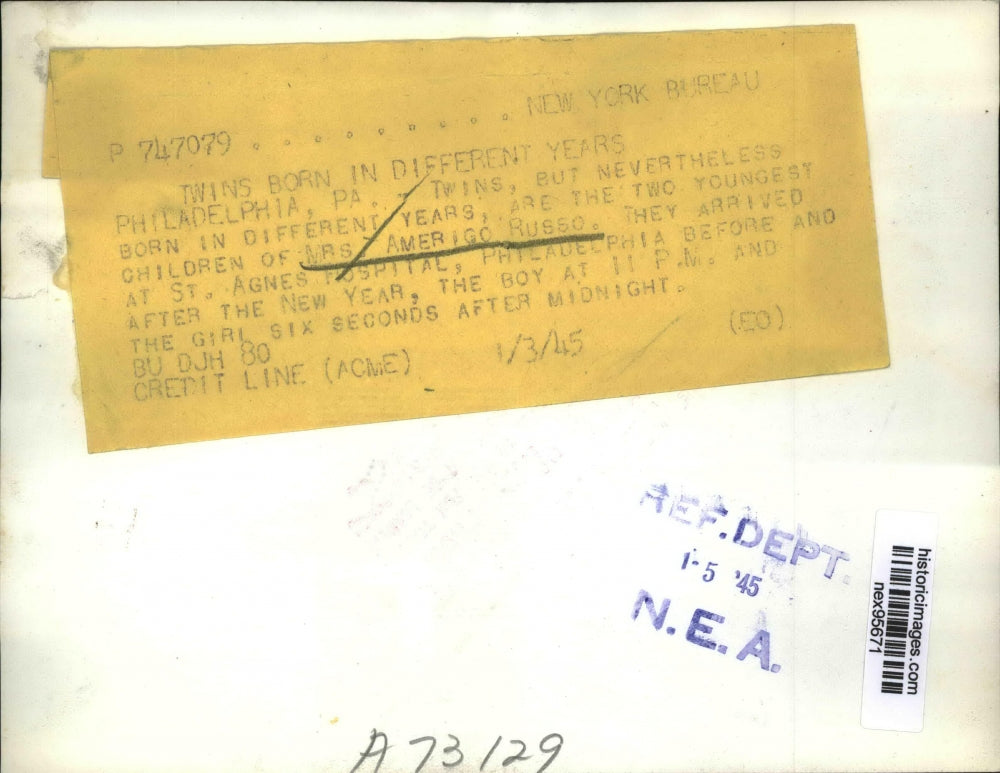 P 747079 . . . . . . . . . NEW YORK BUREAU
TWINS BORN IN DIFFERENT YEARS
PHILADELPHIA, PA. - TWINS, BUT NEVERTHELESS
BORN IN DIFFERENT YEARS, ARE THE TWO YOUNGEST
CHILDREN OF MRS. AMERIGO RUSSO. THEY ARRIVED
AT ST. AGNES HOSPITAL, PHILADELPHIA BEFORE AND
AFTER THE NEW YEAR, THE BOY AT 11 P.M. AND
THE GIRL SIX SECONDS AFTER MIDNIGHT.
BU DJH 80
CREDIT LINE (ACME) 1/3/45 (EO)
REF. DEPT.
1-5 '45
N.E.A.
historicimages.com
nex95671
A 73129